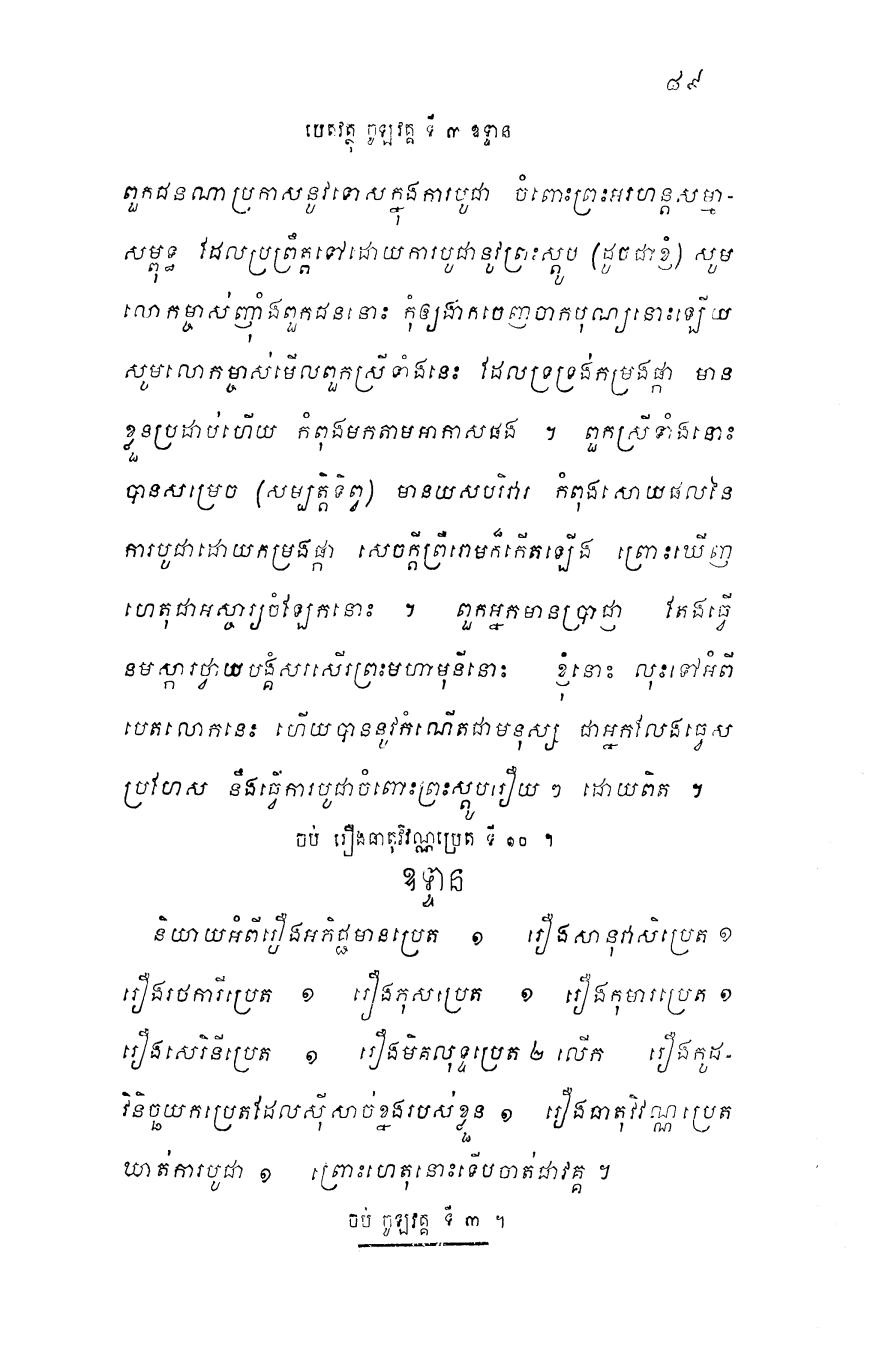 ៨៩
បេតវត្ថុ ចូឡវគ្គ ទី ៣ ឧទ្ទាន
ពួកជនណាប្រកាសនូវទោសក្នុងការបូជា ចំពោះព្រះអរហន្តសម្មា-
សម្ពុទ្ធ ដែលប្រព្រឹត្តទៅដោយការបូជានូវព្រះស្តូប (ដូចជាខ្ញុំ) សូម
លោកម្ចាស់ញ៉ាំងពួកជននោះ កុំឲ្យងាកចេញចាកបុណ្យនោះឡើយ
សូមលោកម្ចាស់មើលពួកស្រីទាំងនេះ ដែលទ្រទ្រង់កម្រងផ្កា មាន
ខ្លួនប្រដាប់ហើយ កំពុងមកតាមអាកាសផង ។ ពួកស្រីទាំងនោះ
បានសម្រេច (សម្បត្តិទិព្វ) មានយសបរិវារ កំពុងសោយផលនៃ
ការបូជាដោយកម្រងផ្កា សេចក្តីព្រឺរោមក៏កើតឡើង ព្រោះឃើញ
ហេតុជាអស្ចារ្យចំឡែកនោះ ។ ពួកអ្នកមានប្រាជ្ញា តែងធ្វើ
នមស្ការថ្វាយបង្គំសរសើរព្រះមហាមុនីនោះ ខ្ញុំនោះ លុះទៅអំពី
បេតលោកនេះ ហើយបាននូវកំណើតជាមនុស្ស ជាអ្នកលែងធ្វេស
ប្រហែស នឹងធ្វើការបូជាចំពោះព្រះស្តូបរឿយ ៗ ដោយពិត ។
ចប់ រឿងធាតុវិវណ្ណប្រេត ទី ១០ ។
ឧទ្ទាន
និយាយអំពីរឿងអភិជ្ជមានប្រេត ១ រឿងសានុវាសិប្រេត ១
រឿងរថការីប្រេត ១ រឿងភុសប្រេត ១ រឿងកុមារប្រេត ១
រឿងសេរិនីប្រេត ១ រឿងមិគលុទ្ទប្រេត ២ លើក រឿងកូដ-
វិនិច្ឆយកប្រេតដែលស៊ីសាច់ខ្នងរបស់ខ្លួន ១ រឿងធាតុវិវណ្ណប្រេត
ឃាត់ការបូជា ១ ព្រោះហេតុនោះទើបចាត់ជាវគ្គ ។
ចប់ ចូឡវគ្គ ទី ៣ ។